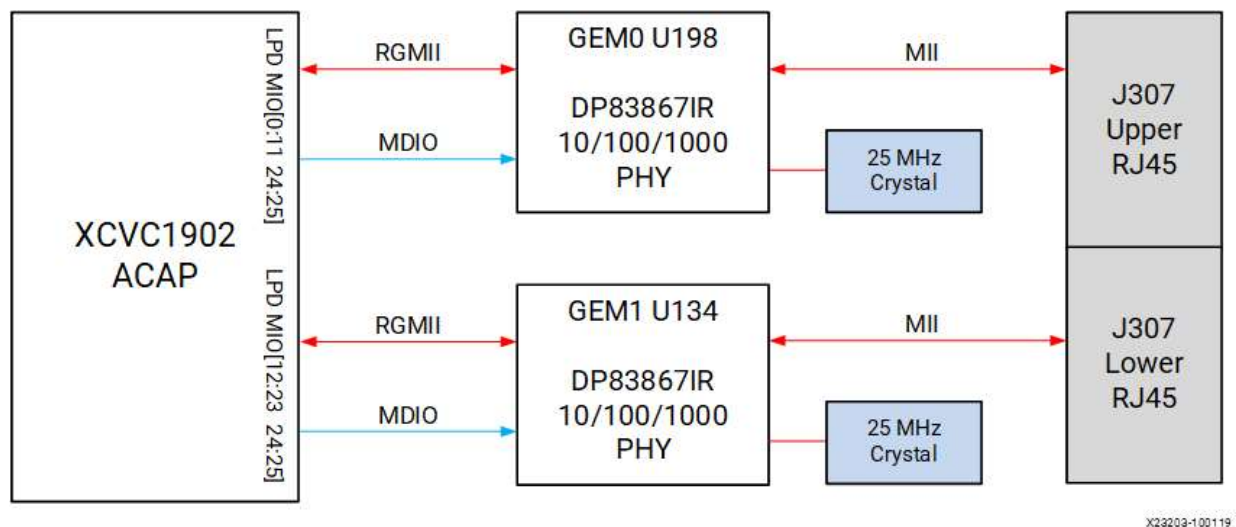 XCVC1902
ACAP
LPD MIO[0:11 24:25]
LPD MIO[12:23 24:25]
RGMII
MDIO
GEM0 U198
DP83867IR
10/100/1000
PHY
MII
25 MHz
Crystal
J307
Upper
RJ45
RGMII
MDIO
GEM1 U134
DP83867IR
10/100/1000
PHY
MII
25 MHz
Crystal
J307
Lower
RJ45
X23203-100119